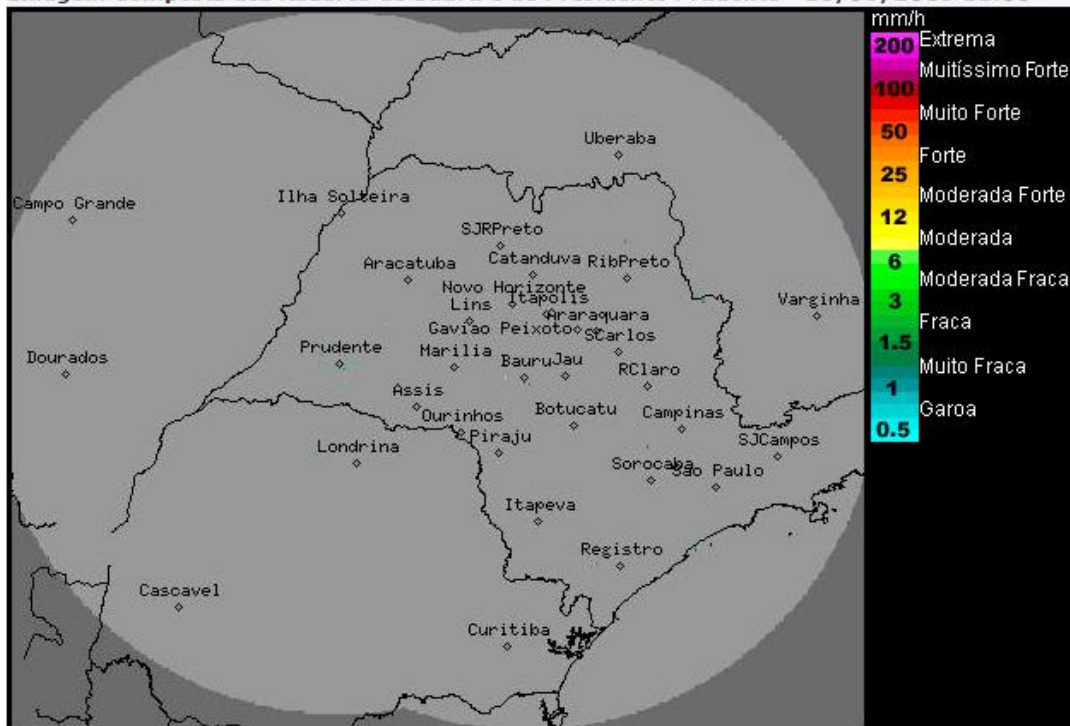 mm/h
200 Extrema
Muitíssimo Forte
100
Muito Forte
50
Forte
25
Moderada Forte
12
Moderada
6
Moderada Fraca
3
Fraca
1.5
Muito Fraca
1
Garoa
0.5
Uberaba
Campo Grande
Ilha Solteira
SJRPreto
Aracatuba
Catanduva
RibPreto
Novo Horizonte
Itapolis
Lins
Araraquara
Varginha
Gaviao Peixoto
SCarlos
Dourados
Prudente
Marilia
Bauru
Jau
RClaro
Assis
Ourinhos
Botucatu
Campinas
Piraju
Londrina
SJCampos
Sorocaba
Sao Paulo
Itapeva
Registro
Cascavel
Curitiba